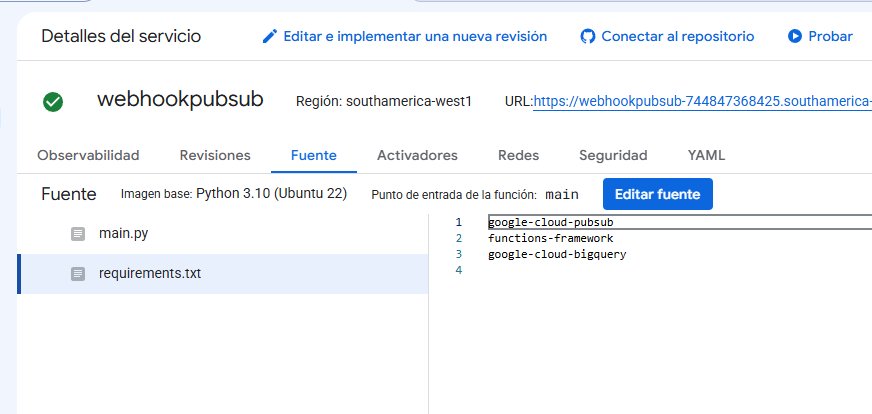 Detalles del servicio Editar e implementar una nueva revisión Conectar al repositorio Probar
webhookpubsub Región: southamerica-west1 URL:https://webhookpubsub-744847368425.southamerica-
Observabilidad Revisiones Fuente Activadores Redes Seguridad YAML
Fuente Imagen base: Python 3.10 (Ubuntu 22) Punto de entrada de la función: main Editar fuente
main.py
requirements.txt
1 google-cloud-pubsub
2 functions-framework
3 google-cloud-bigquery
4